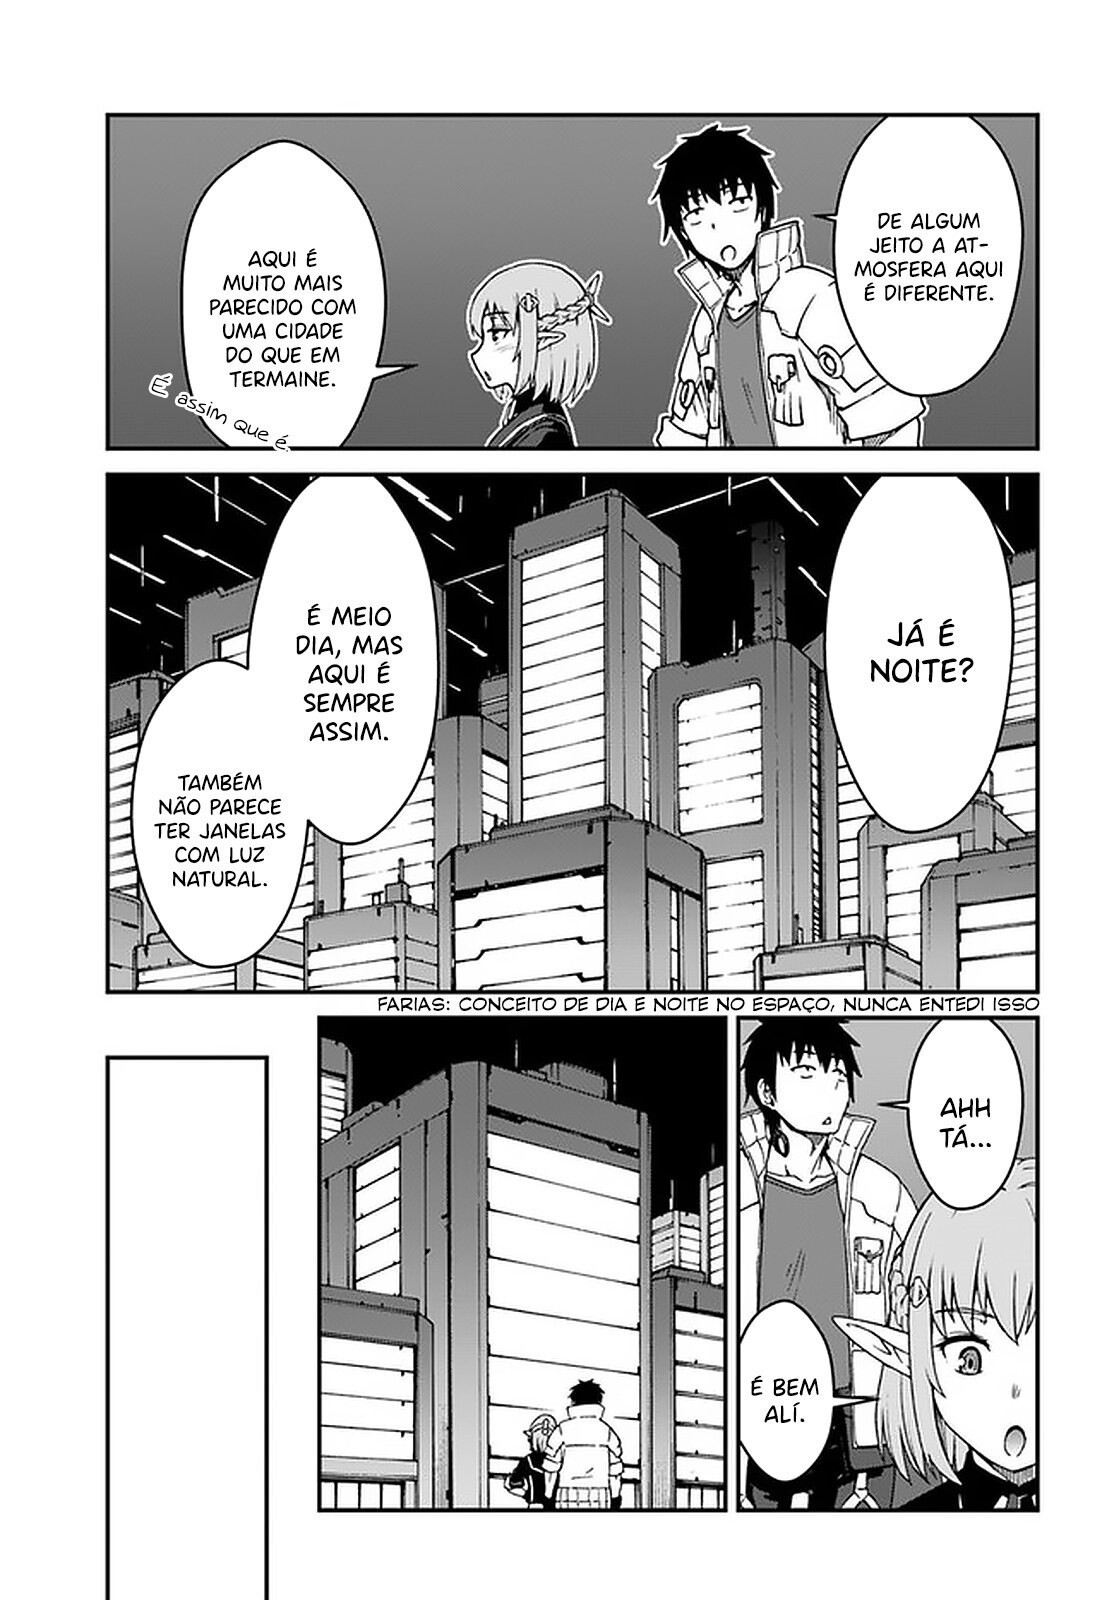 DE ALGUM
JEITO A AT-
MOSFERA AQUI
É DIFERENTE.
AQUI É
MUITO MAIS
PARECIDO COM
UMA CIDADE
DO QUE EM
TERMAINE.
É assim que é.
JÁ É
NOITE?
É MEIO
DIA, MAS
AQUI É
SEMPRE
ASSIM.
TAMBÉM
NÃO PARECE
TER JANELAS
COM LUZ
NATURAL.
FARIAS: CONCEITO DE DIA E NOITE NO ESPAÇO, NUNCA ENTEDI ISSO
AHH
TÁ...
É BEM
ALÍ.